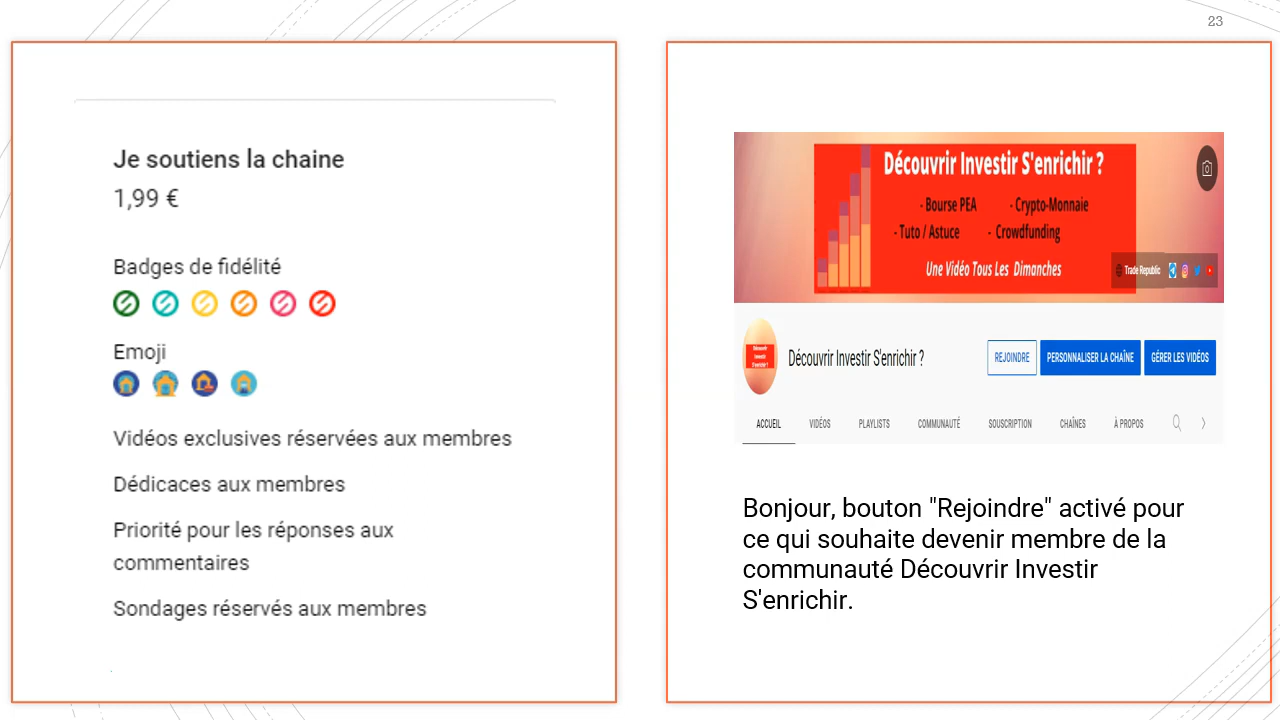 23
Je soutiens la chaine
1,99 €
Badges de fidélité
Emoji
Vidéos exclusives réservées aux membres
Dédicaces aux membres
Priorité pour les réponses aux
commentaires
Sondages réservés aux membres
Découvrir Investir S'enrichir ?
- Bourse PEA - Crypto-Monnaie
- Tuto / Astuce - Crowdfunding
Une Vidéo Tous Les Dimanches
Trade Republic
Découvrir
Investir
S'enrichir ?
Découvrir Investir S'enrichir ?
REJOINDRE PERSONNALISER LA CHAÎNE GÉRER LES VIDÉOS
ACCUEIL VIDÉOS PLAYLISTS COMMUNAUTÉ SOUSCRIPTION CHAÎNES À PROPOS
Bonjour, bouton "Rejoindre" activé pour
ce qui souhaite devenir membre de la
communauté Découvrir Investir
S'enrichir.